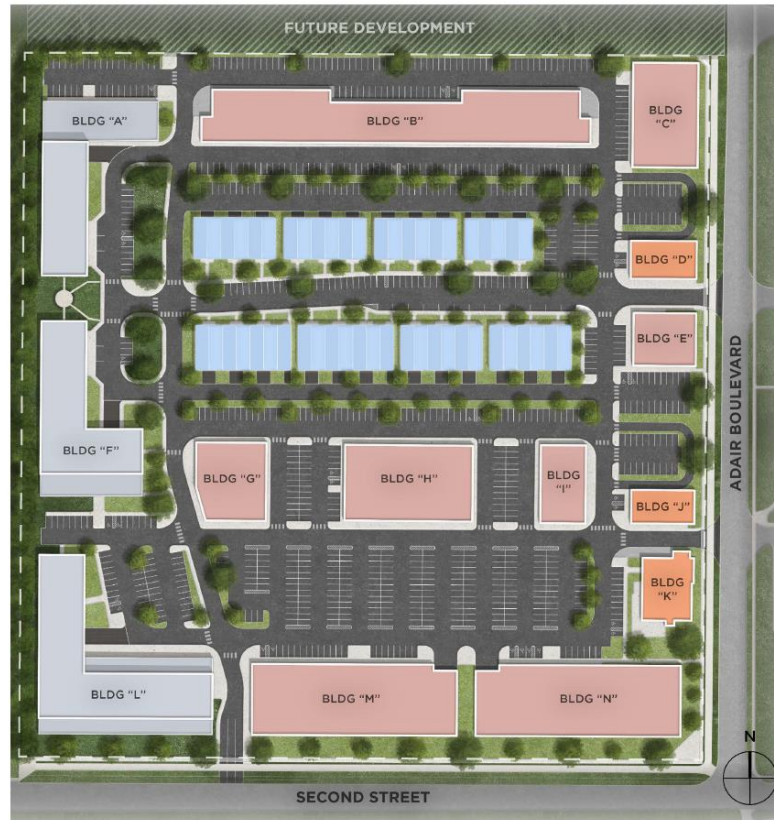 FUTURE DEVELOPMENT
BLDG "A"
BLDG "B"
BLDG
"C"
BLDG "D"
BLDG "E"
ADAIR BOULEVARD
BLDG "F"
BLDG "G"
BLDG "H"
BLDG
"I"
BLDG "J"
BLDG
"K"
BLDG "L"
BLDG "M"
BLDG "N"
N
SECOND STREET